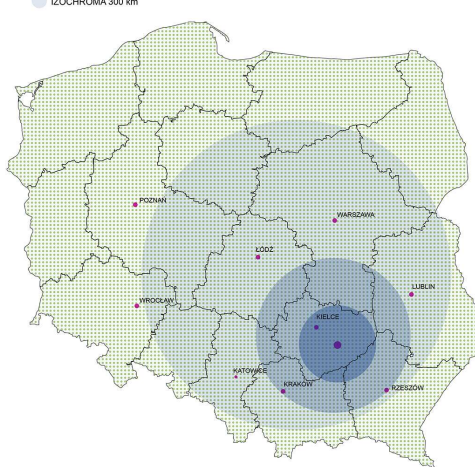 IZOCHROMA 300 km
POZNAŃ
WARSZAWA
ŁÓDŹ
LUBLIN
WROCŁAW
KIELCE
KATOWICE
KRAKÓW
RZESZÓW